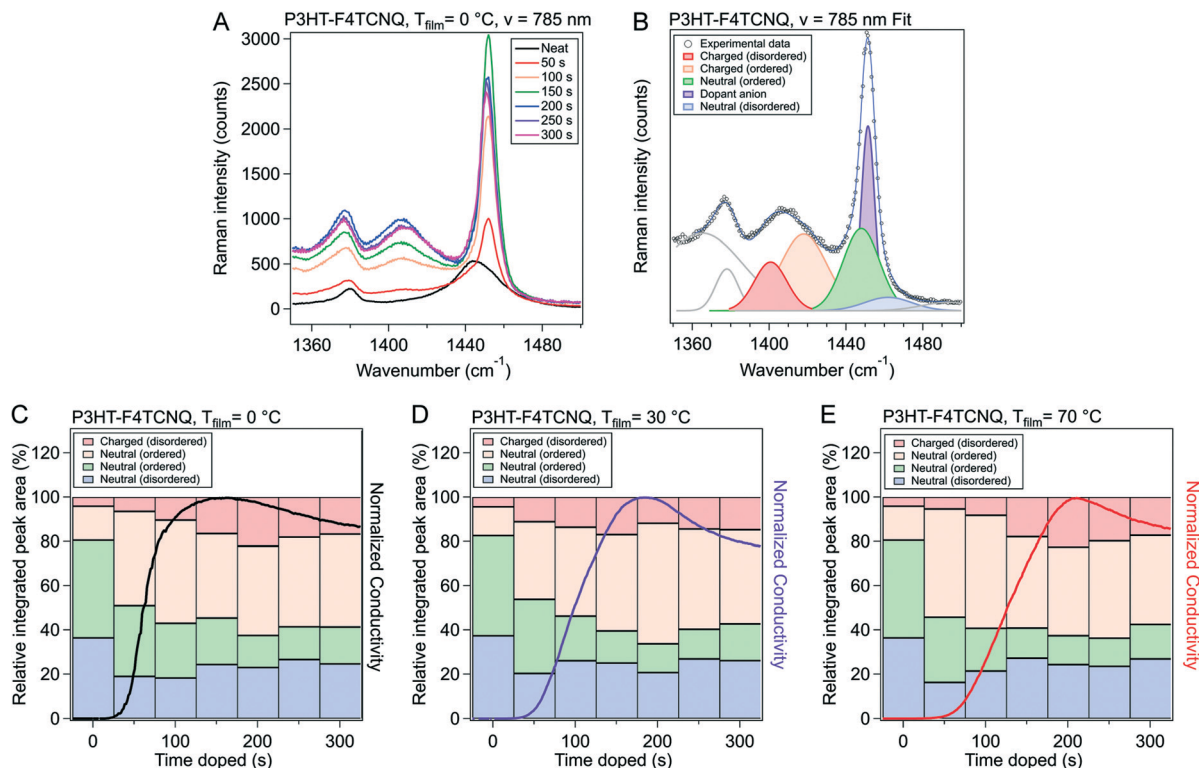 A
P3HT-F4TCNQ, Tfilm= 0 °C, v = 785 nm
Raman intensity (counts)
3000
2500
2000
1500
1000
500
0
Neat
50 s
100 s
150 s
200 s
250 s
300 s
1360
1400
1440
1480
Wavenumber (cm-1)
B
P3HT-F4TCNQ, v = 785 nm Fit
Raman intensity (counts)
Experimental data
Charged (disordered)
Charged (ordered)
Neutral (ordered)
Dopant anion
Neutral (disordered)
1360
1400
1440
1480
Wavenumber (cm-1)
C
P3HT-F4TCNQ, Tfilm= 0 °C
Relative integrated peak area (%)
120
100
80
60
40
20
0
Charged (disordered)
Neutral (ordered)
Neutral (ordered)
Neutral (disordered)
Normalized Conductivity
0
100
200
300
Time doped (s)
D
P3HT-F4TCNQ, Tfilm= 30 °C
Relative integrated peak area (%)
120
100
80
60
40
20
0
Charged (disordered)
Neutral (ordered)
Neutral (ordered)
Neutral (disordered)
Normalized Conductivity
0
100
200
300
Time doped (s)
E
P3HT-F4TCNQ, Tfilm= 70 °C
Relative integrated peak area (%)
120
100
80
60
40
20
0
Charged (disordered)
Neutral (ordered)
Neutral (ordered)
Neutral (disordered)
Normalized Conductivity
0
100
200
300
Time doped (s)